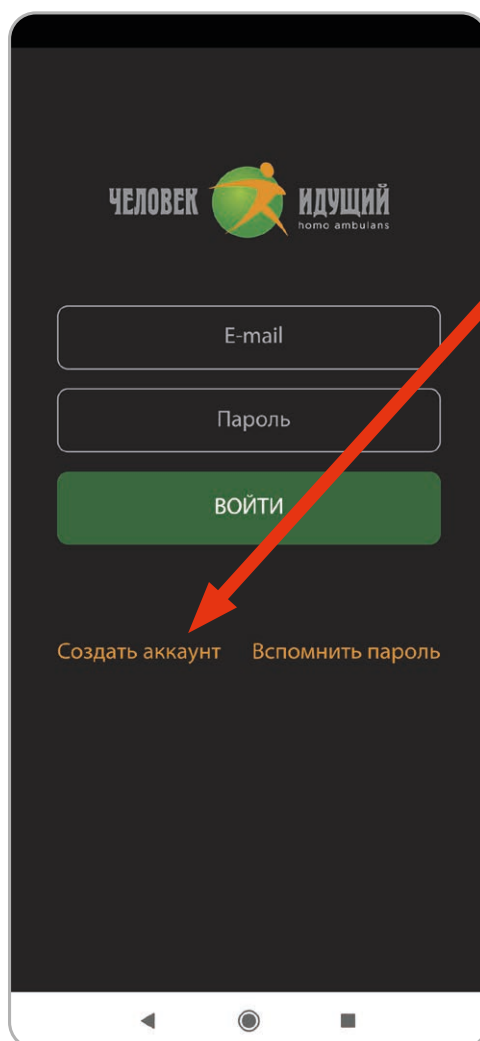 ЧЕЛОВЕК ИДУЩИЙ
homo ambulans
E-mail
Пароль
ВОЙТИ
Создать аккаунт Вспомнить пароль